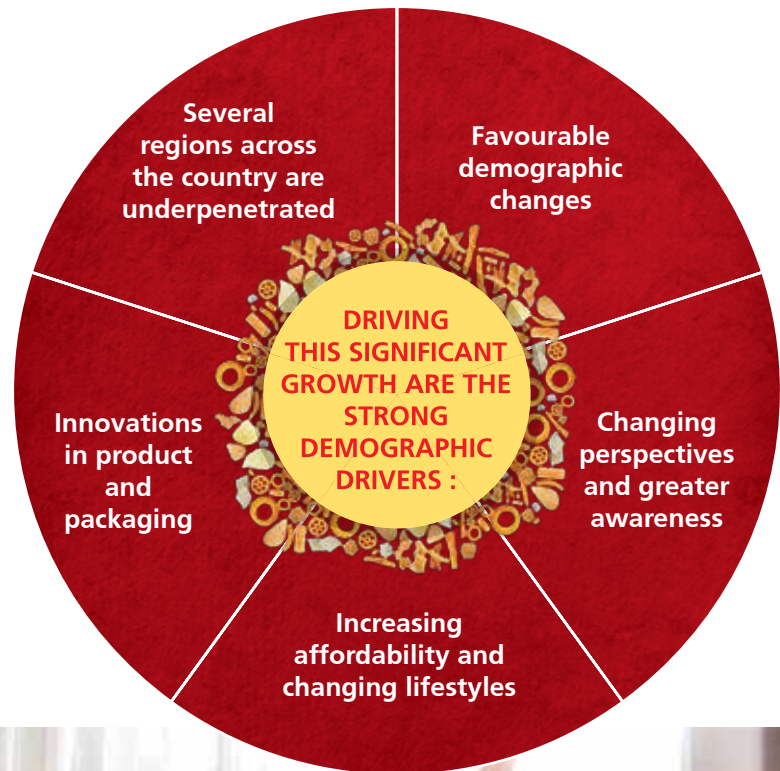 DRIVING
THIS SIGNIFICANT
GROWTH ARE THE
STRONG
DEMOGRAPHIC
DRIVERS :
Favourable
demographic
changes
Changing
perspectives
and greater
awareness
Increasing
affordability and
changing lifestyles
Innovations
in product
and
packaging
Several
regions across
the country are
underpenetrated